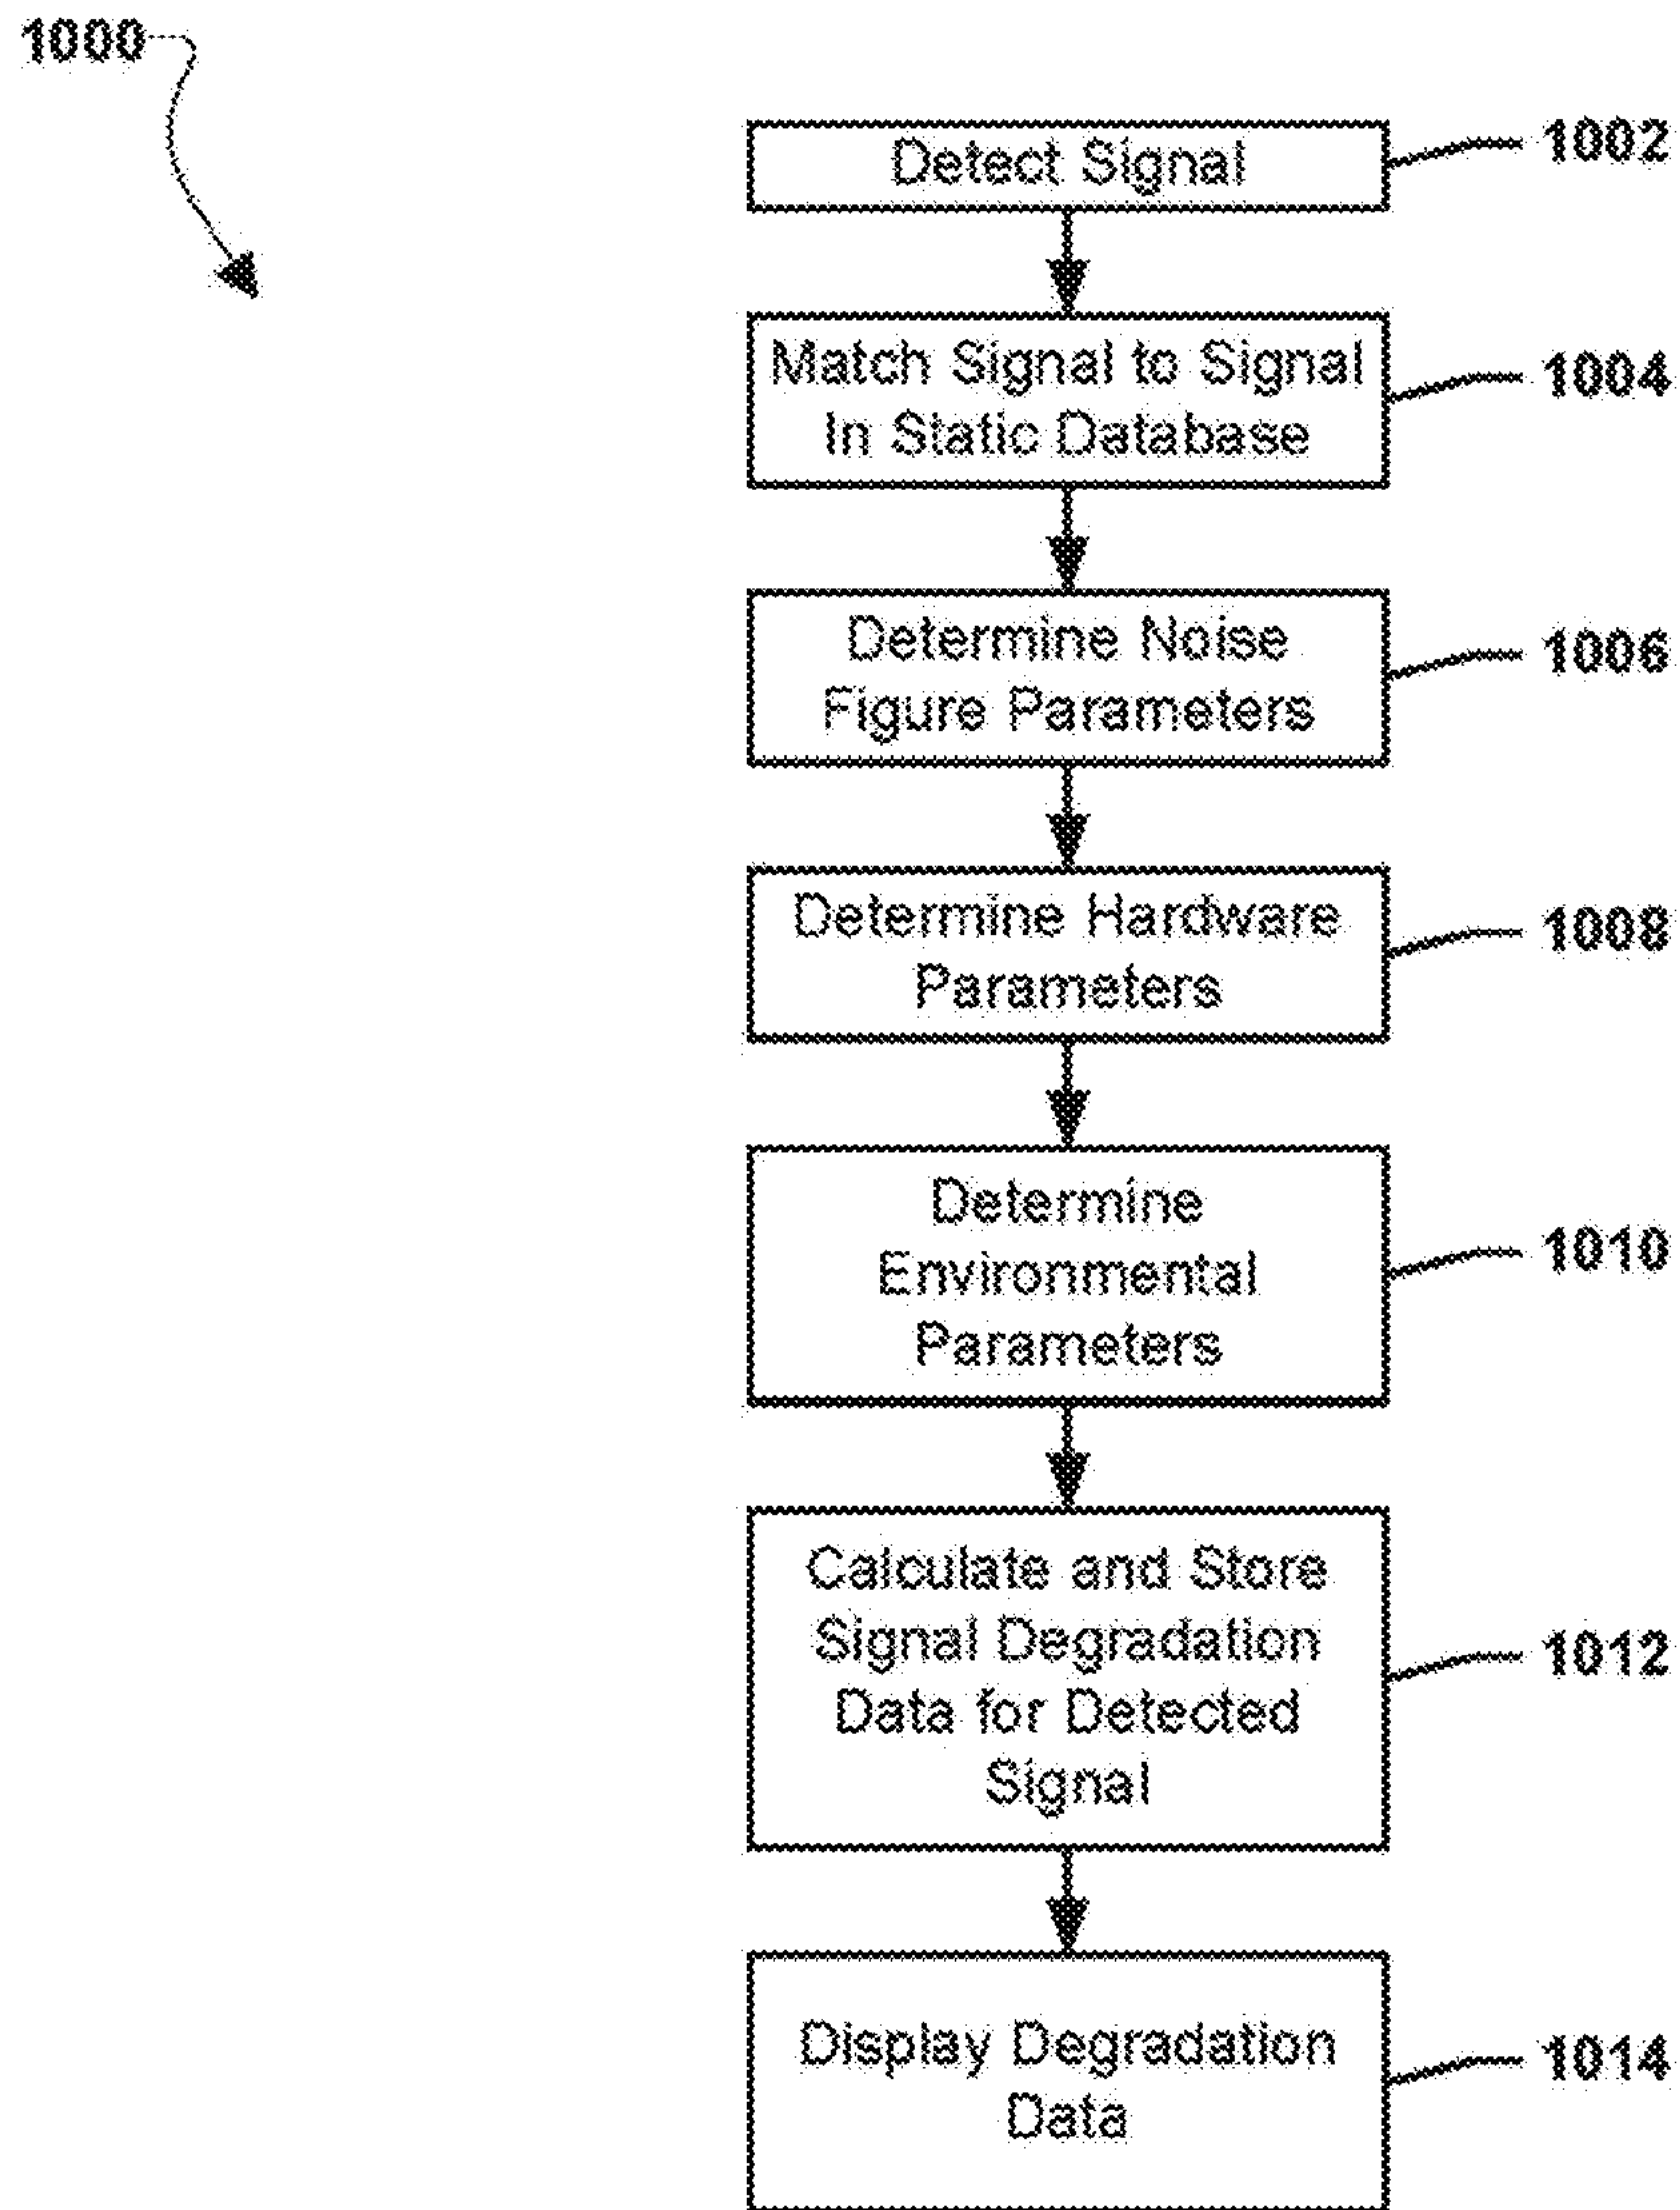 1000
Detect Signal
1002
Match Signal to Signal
In Static Database
1004
Determine Noise
Figure Parameters
1006
Determine Hardware
Parameters
1008
Determine
Environmental
Parameters
1010
Calculate and Store
Signal Degradation
Data for Detected
Signal
1012
Display Degradation
Data
1014